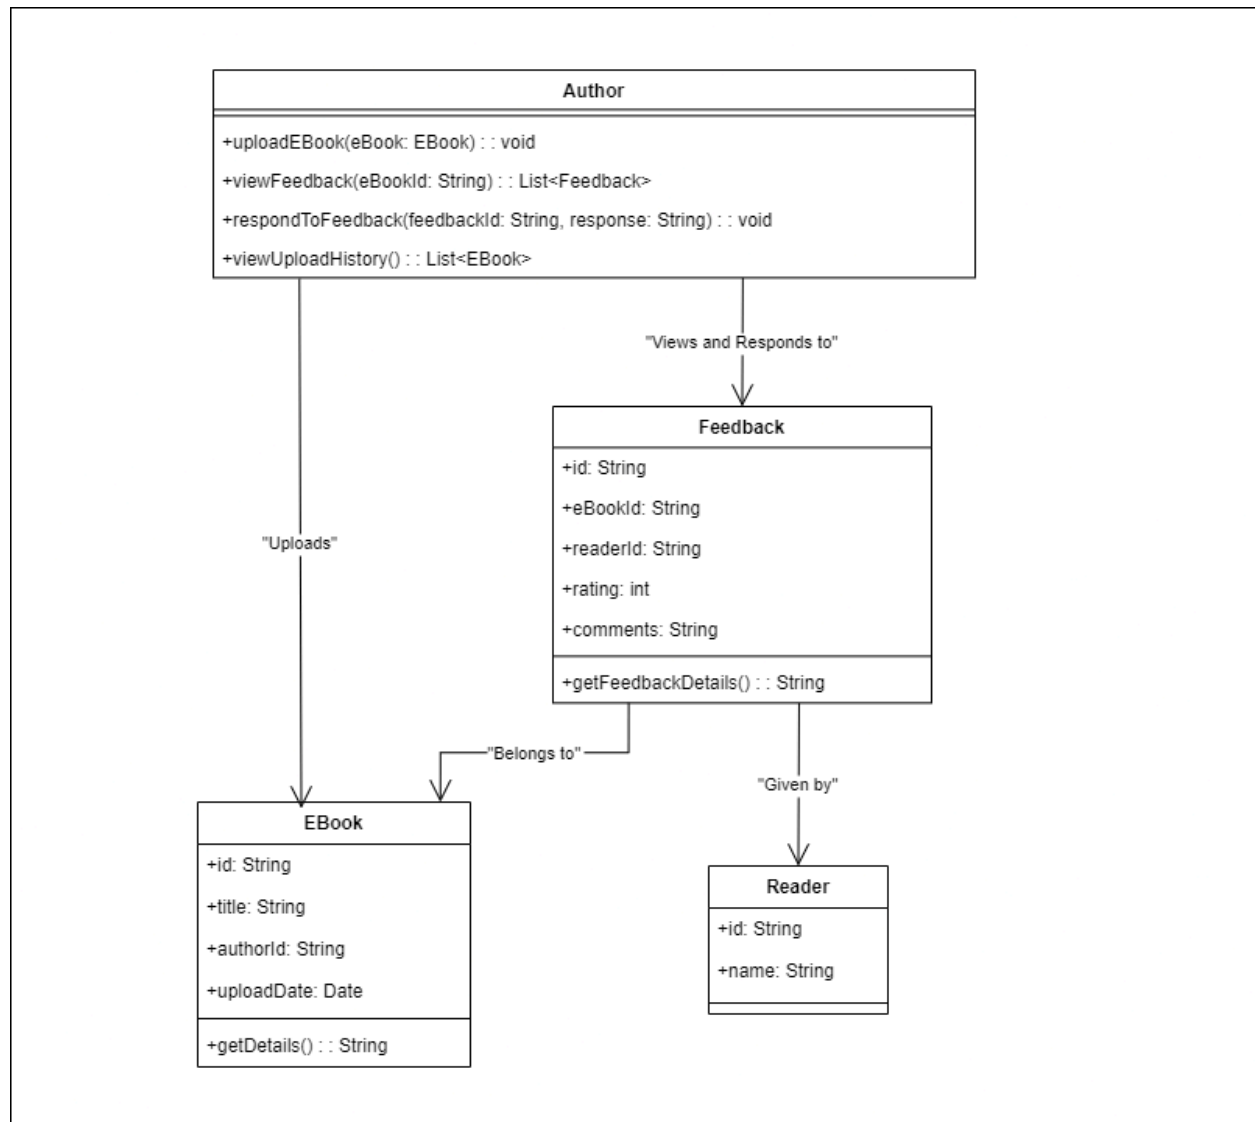 Author
+uploadEBook(eBook: EBook) : : void
+viewFeedback(eBookId: String) : : List<Feedback>
+respondToFeedback(feedbackId: String, response: String) : : void
+viewUploadHistory() : : List<EBook>
"Views and Responds to"
Feedback
+id: String
+eBookId: String
+readerId: String
+rating: int
+comments: String
+getFeedbackDetails() : : String
"Uploads"
"Belongs to"
"Given by"
EBook
+id: String
+title: String
+authorId: String
+uploadDate: Date
+getDetails() : : String
Reader
+id: String
+name: String